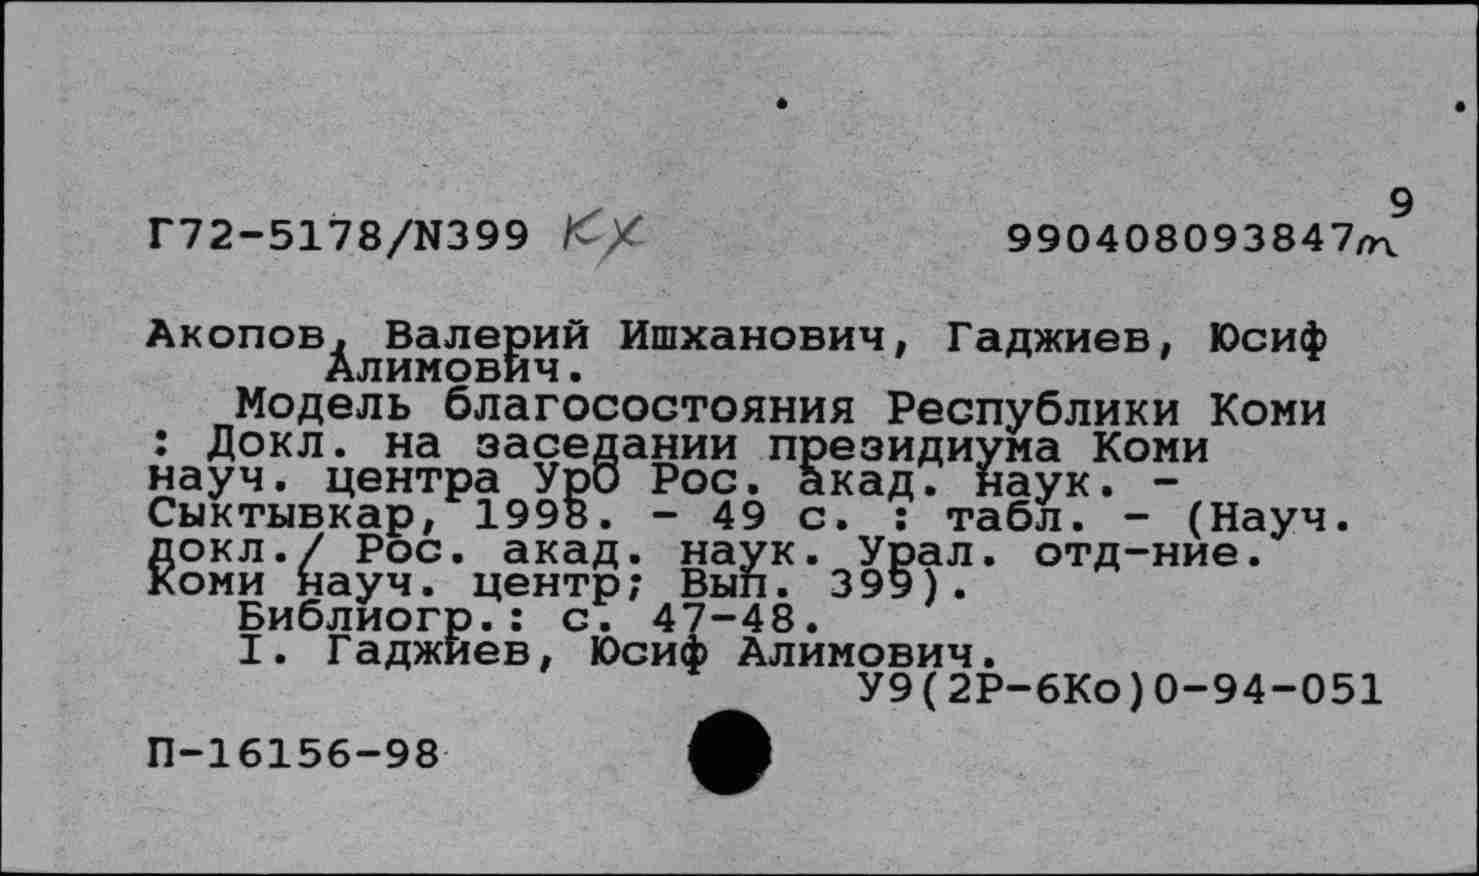 9
Г72-5178/N399 КХ 990408093847
Акопов, Валерий Ишханович, Гаджиев, Юсиф
Алимович.
Модель благосостояния Республики Коми
: Докл. на заседании президиума Коми
науч. центра УрО Рос. акад. наук. -
Сыктывкар, 1998. - 49 с. : табл. - (Науч.
докл./ Рос. акад. наук. Урал. отд-ние.
Коми науч. центр; Вып. 399).
Библиогр.: с. 47-48.
I. Гаджиев, Юсиф Алимович.
У9(2Р-6Ко)0-94-051
П-16156-98